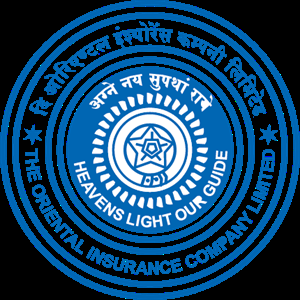 दि ओरिएण्टल इंश्योरेंस कम्पनी लिमिटेड
अग्ने नय सुपथां राये
HEAVENS LIGHT OUR GUIDE
THE ORIENTAL INSURANCE COMPANY LIMITED